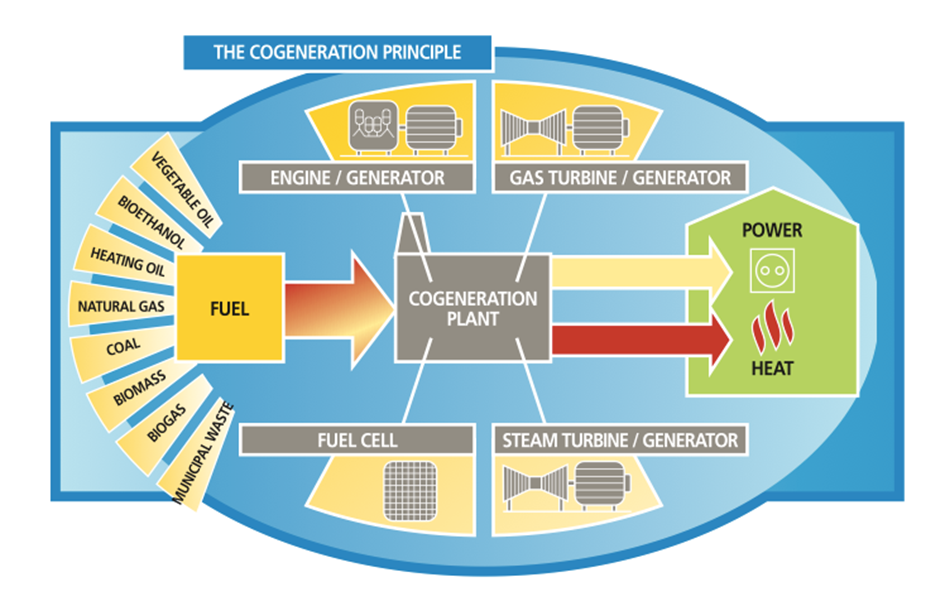 THE COGENERATION PRINCIPLE
ENGINE / GENERATOR
GAS TURBINE / GENERATOR
VEGETABLE OIL
BIOETHANOL
HEATING OIL
NATURAL GAS
COAL
BIOMASS
BIOGAS
MUNICIPAL WASTE
FUEL
COGENERATION
PLANT
POWER
HEAT
FUEL CELL
STEAM TURBINE / GENERATOR